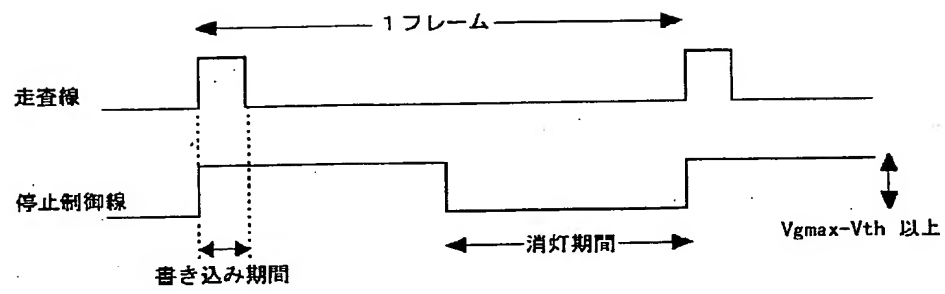 1フレーム
走査線
停止制御線
消灯期間
Vgmax-Vth 以上
書き込み期間